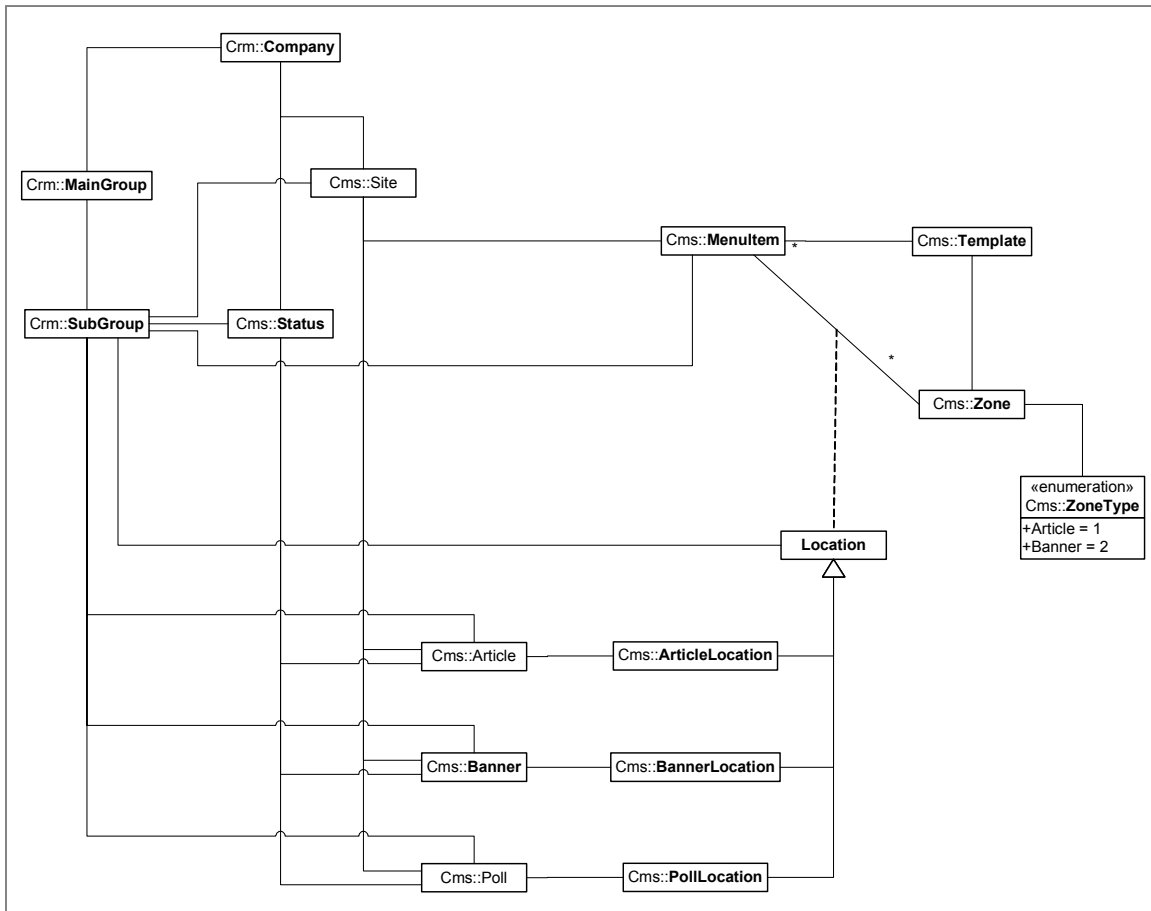 Crm::Company
Crm::MainGroup
Cms::Site
Cms::MenuItem
*
Cms::Template
Crm::SubGroup
Cms::Status
*
Cms::Zone
«enumeration»
Cms::ZoneType
+Article = 1
+Banner = 2
Location
Cms::Article
Cms::ArticleLocation
Cms::Banner
Cms::BannerLocation
Cms::Poll
Cms::PollLocation